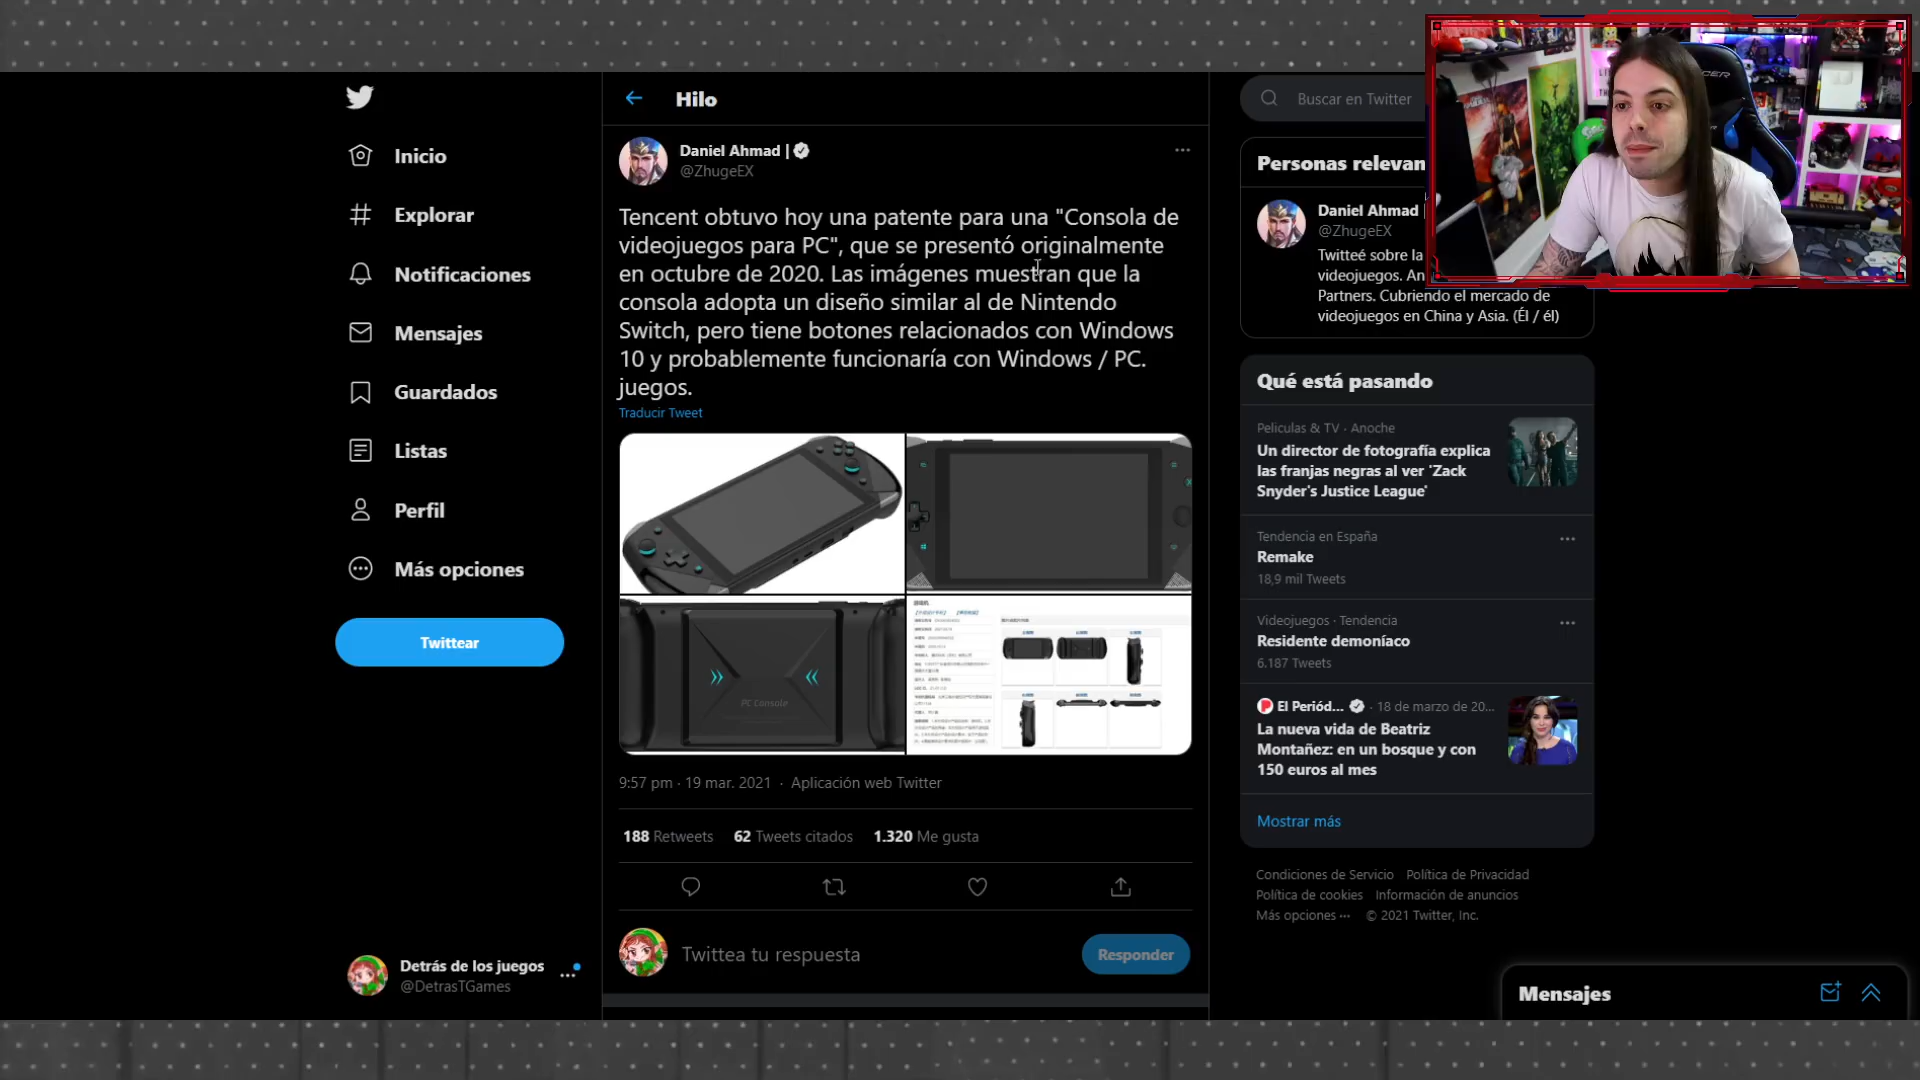 Hilo
Buscar en Twitter
Inicio
Explorar
Notificaciones
Mensajes
Guardados
Listas
Perfil
Más opciones
Twittear
Detrás de los juegos
@DetrasTGames
Daniel Ahmad |
@ZhugeEX
Tencent obtuvo hoy una patente para una "Consola de
videojuegos para PC", que se presentó originalmente
en octubre de 2020. Las imágenes muestran que la
consola adopta un diseño similar al de Nintendo
Switch, pero tiene botones relacionados con Windows
10 y probablemente funcionaría con Windows / PC.
juegos.
Traducir Tweet
PC Console
9:57 pm · 19 mar. 2021 · Aplicación web Twitter
188 Retweets 62 Tweets citados 1.320 Me gusta
Twittea tu respuesta
Responder
Personas relevan
Daniel Ahmad
@ZhugeEX
Twitteé sobre la
videojuegos. An
Partners. Cubriendo el mercado de
videojuegos en China y Asia. (Él / él)
Qué está pasando
Peliculas & TV · Anoche
Un director de fotografía explica
las franjas negras al ver 'Zack
Snyder's Justice League'
Tendencia en España
Remake
18,9 mil Tweets
Videojuegos · Tendencia
Residente demoníaco
6.187 Tweets
El Periód... · 18 de marzo de 20...
La nueva vida de Beatriz
Montañez: en un bosque y con
150 euros al mes
Mostrar más
Condiciones de Servicio Política de Privacidad
Política de cookies Información de anuncios
Más opciones ··· © 2021 Twitter, Inc.
Mensajes